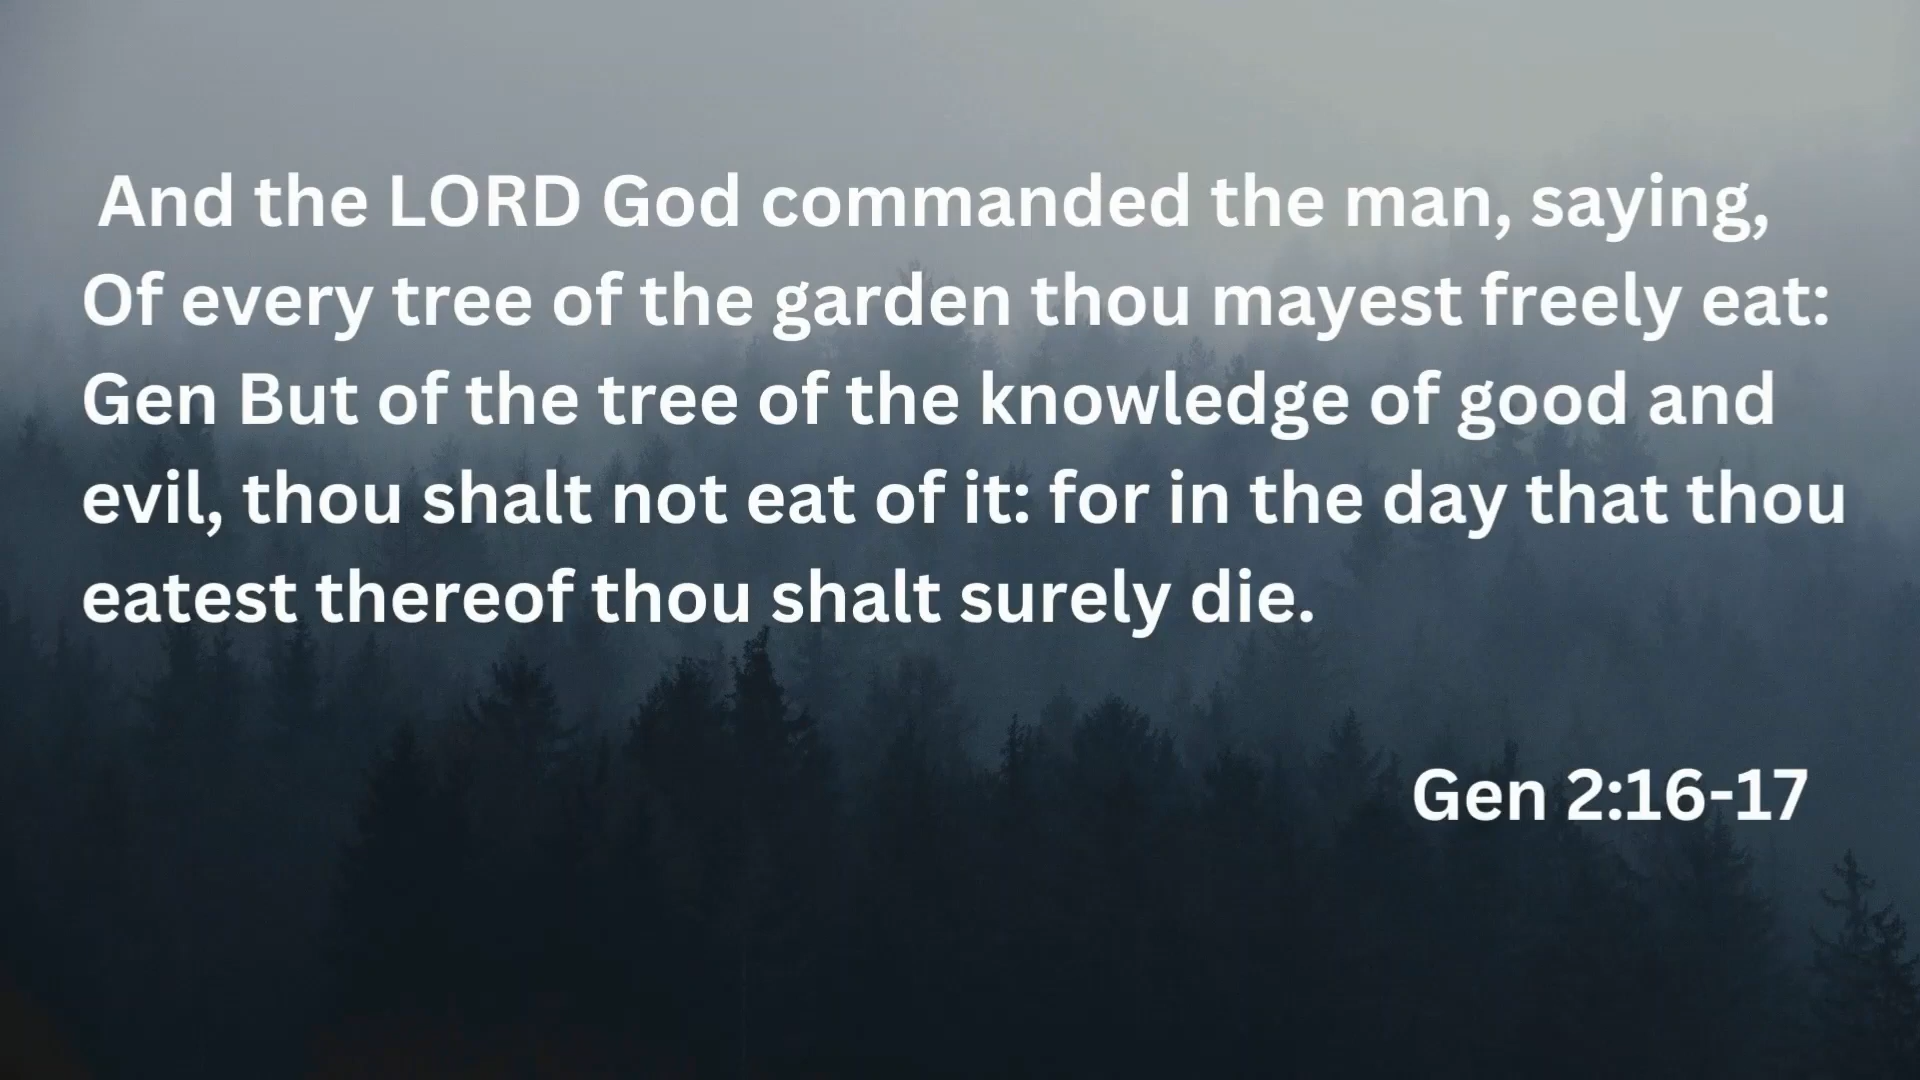 And the LORD God commanded the man, saying,
Of every tree of the garden thou mayest freely eat:
Gen But of the tree of the knowledge of good and
evil, thou shalt not eat of it: for in the day that thou
eatest thereof thou shalt surely die.
Gen 2:16-17